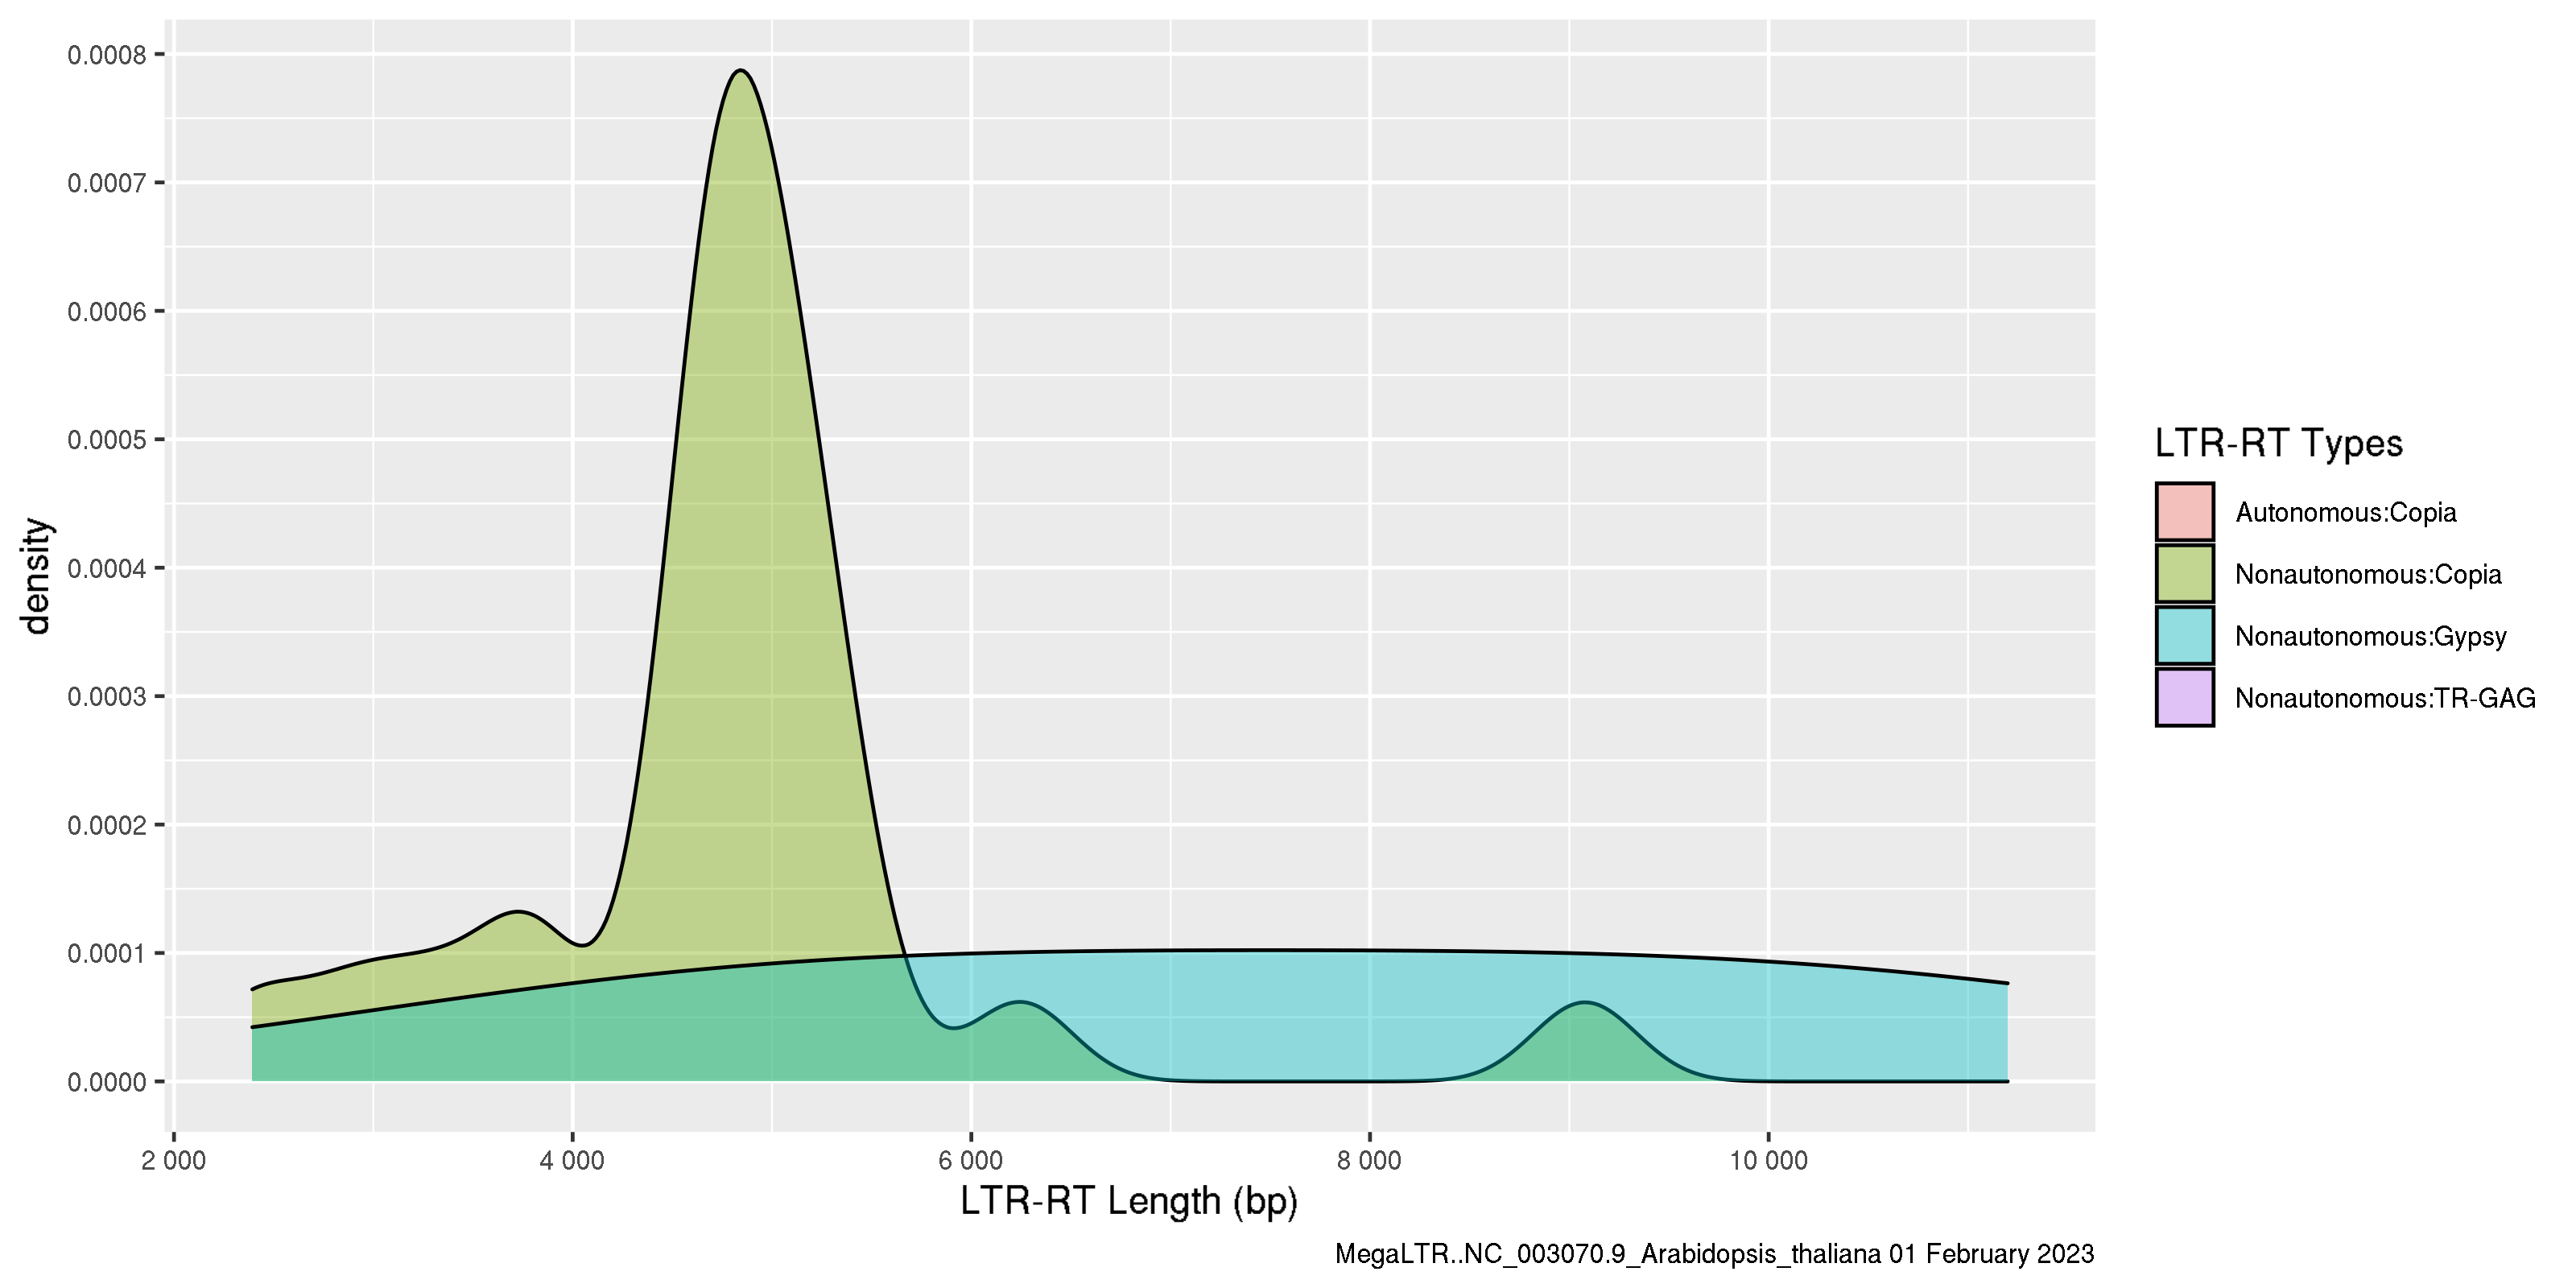 0.0008
0.0007
0.0006
0.0005
0.0004
0.0003
0.0002
0.0001
0.0000
density
2 000
4 000
6 000
8 000
10 000
LTR-RT Length (bp)
LTR-RT Types
Autonomous:Copia
Nonautonomous:Copia
Nonautonomous:Gypsy
Nonautonomous:TR-GAG
MegaLTR..NC_003070.9_Arabidopsis_thaliana 01 February 2023